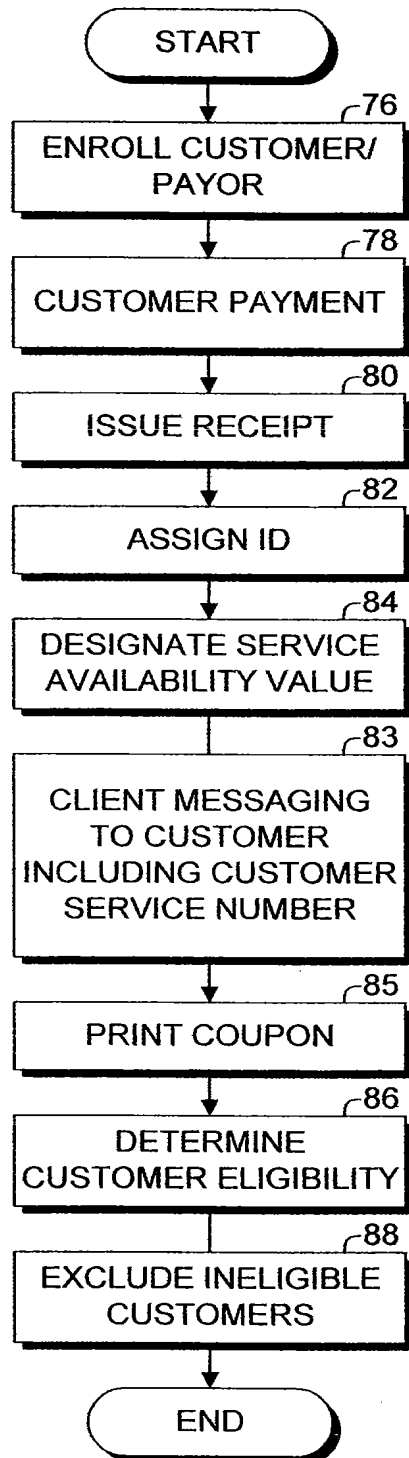 START
76
ENROLL CUSTOMER/
PAYOR
78
CUSTOMER PAYMENT
80
ISSUE RECEIPT
82
ASSIGN ID
84
DESIGNATE SERVICE
AVAILABILITY VALUE
83
CLIENT MESSAGING
TO CUSTOMER
INCLUDING CUSTOMER
SERVICE NUMBER
85
PRINT COUPON
86
DETERMINE
CUSTOMER ELIGIBILITY
88
EXCLUDE INELIGIBLE
CUSTOMERS
END